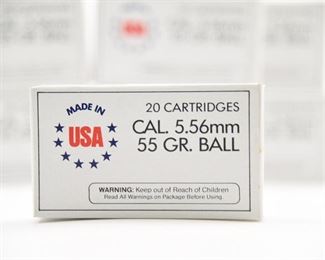 MADE IN
USA
20 CARTRIDGES
CAL. 5.56mm
55 GR. BALL
WARNING: Keep out of Reach of Children
Read All Warnings on Package Before Using.